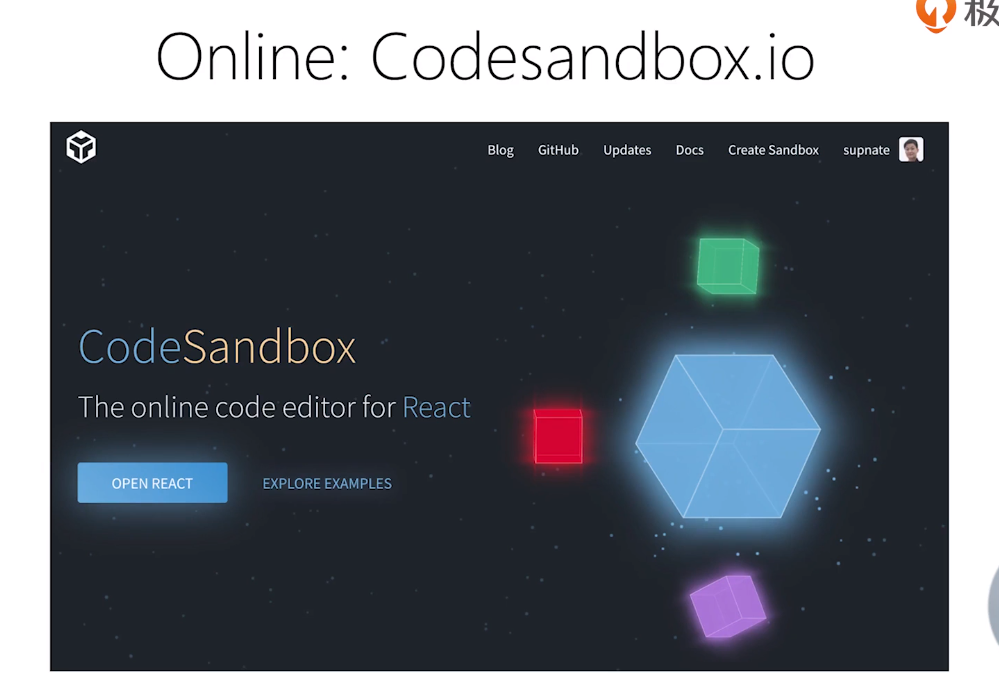 极
Online: Codesandbox.io
Blog GitHub Updates Docs Create Sandbox supnate
CodeSandbox
The online code editor for React
OPEN REACT EXPLORE EXAMPLES